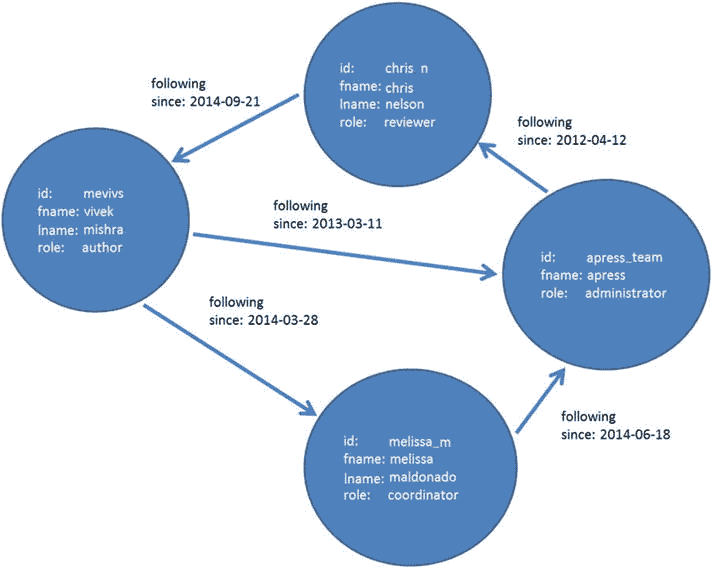 id: chris n
fname: chris
lname: nelson
role: reviewer
following
since: 2014-09-21
following
since: 2012-04-12
id: mevivs
fname: vivek
lname: mishra
role: author
following
since: 2013-03-11
id: apress_team
fname: apress
role: administrator
following
since: 2014-03-28
following
since: 2014-06-18
id: melissa_m
fname: melissa
lname: maldonado
role: coordinator